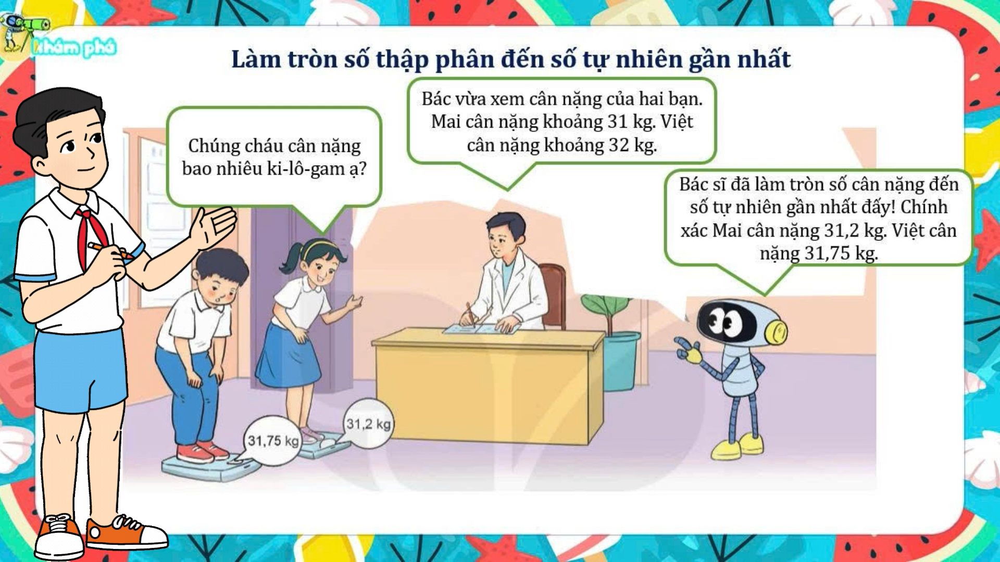 Khám phá
Làm tròn số thập phân đến số tự nhiên gần nhất
Bác vừa xem cân nặng của hai bạn.
Mai cân nặng khoảng 31 kg. Việt
cân nặng khoảng 32 kg.
Chúng cháu cân nặng
bao nhiêu ki-lô-gam ạ?
Bác sĩ đã làm tròn số cân nặng đến
số tự nhiên gần nhất đấy! Chính
xác Mai cân nặng 31,2 kg. Việt cân
nặng 31,75 kg.
31,2 kg
31,75 kg